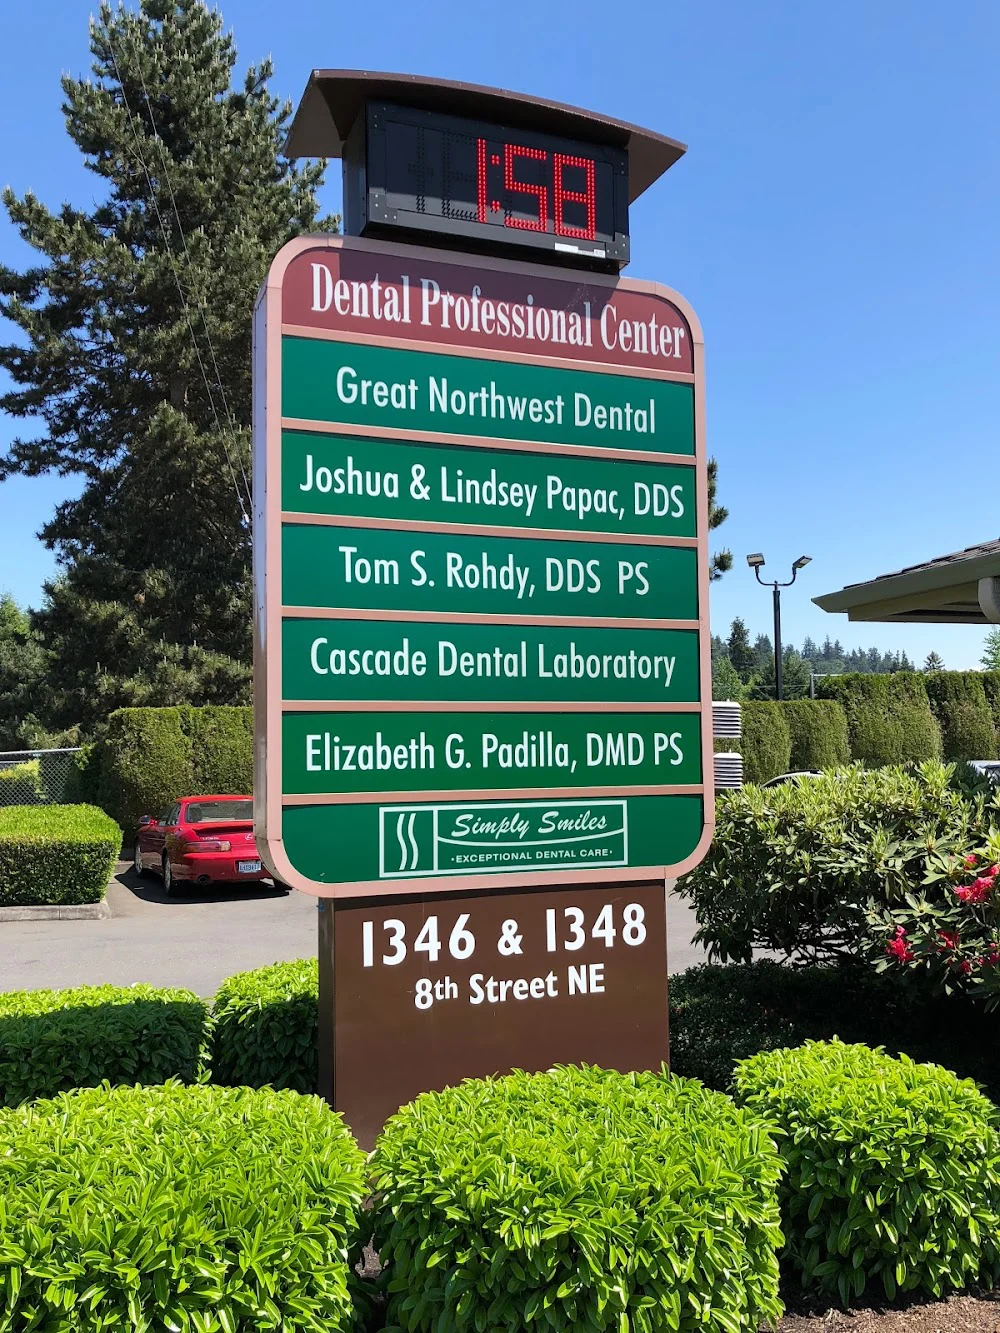 1:58
Dental Professional Center
Great Northwest Dental
Joshua & Lindsey Papac, DDS
Tom S. Rohdy, DDS PS
Cascade Dental Laboratory
Elizabeth G. Padilla, DMD PS
Simply Smiles
·EXCEPTIONAL DENTAL CARE·
1346 & 1348
8th Street NE